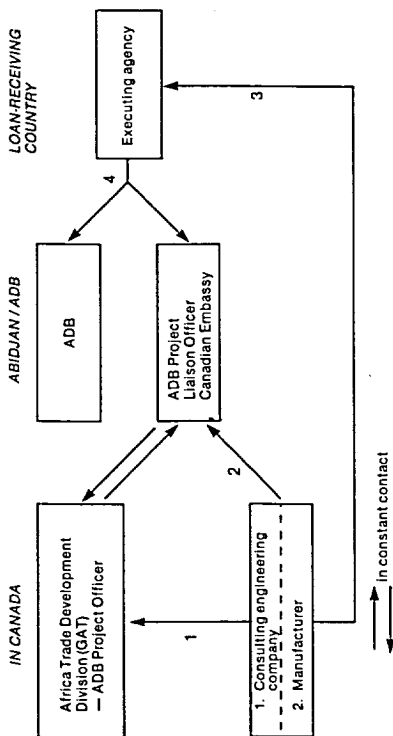 IN CANADA
ABIDJAN / ADB
LOAN-RECEIVING
COUNTRY
Africa Trade Development
Division (GAT)
— ADB Project Officer
ADB
Executing agency
4
1
2
3
ADB Project
Liaison Officer
Canadian Embassy
1. Consulting engineering
company
2. Manufacturer
in constant contact